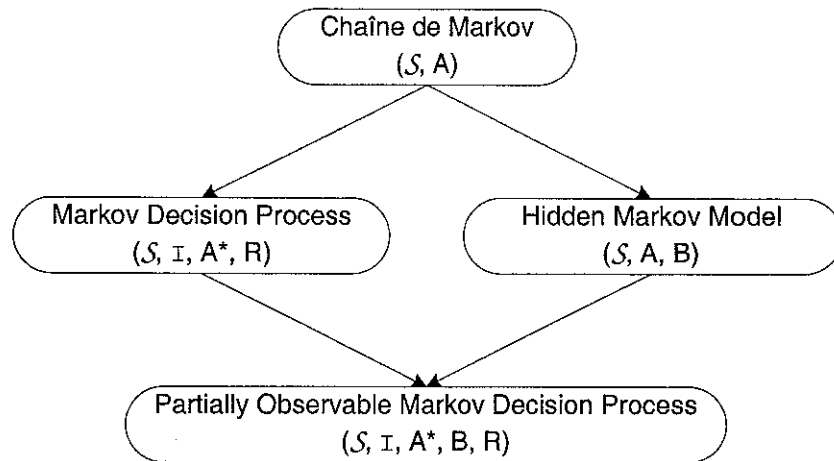 Chaîne de Markov
(𝒮, A)
Markov Decision Process
(𝒮, I, A*, R)
Hidden Markov Model
(𝒮, A, B)
Partially Observable Markov Decision Process
(𝒮, I, A*, B, R)